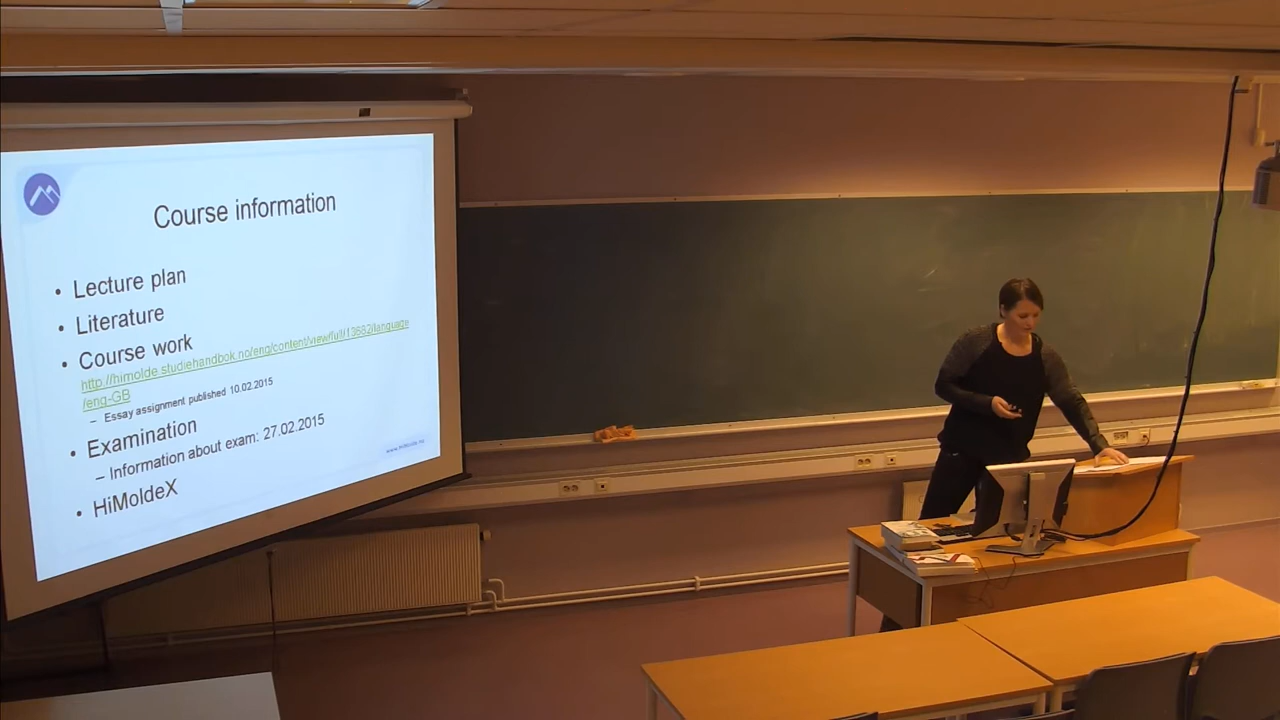 Course information
• Lecture plan
• Literature
• Course work
http://himolde.studiehandbok.no/eng/content/view/full/13682/language
/eng-GB
– Essay assignment published 10.02.2015
• Examination
– Information about exam: 27.02.2015
• HiMoldeX